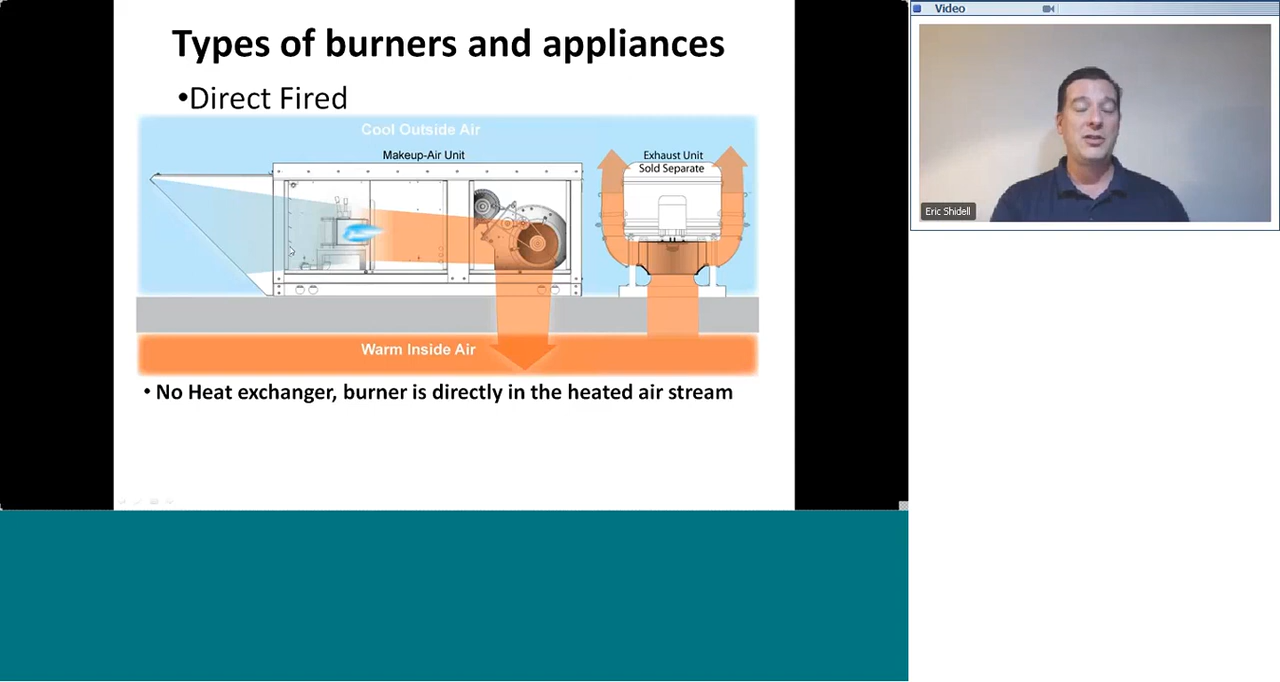 Types of burners and appliances
•Direct Fired
Cool Outside Air
Makeup-Air Unit
Exhaust Unit
Sold Separate
Warm Inside Air
• No Heat exchanger, burner is directly in the heated air stream
Video
Eric Shidell